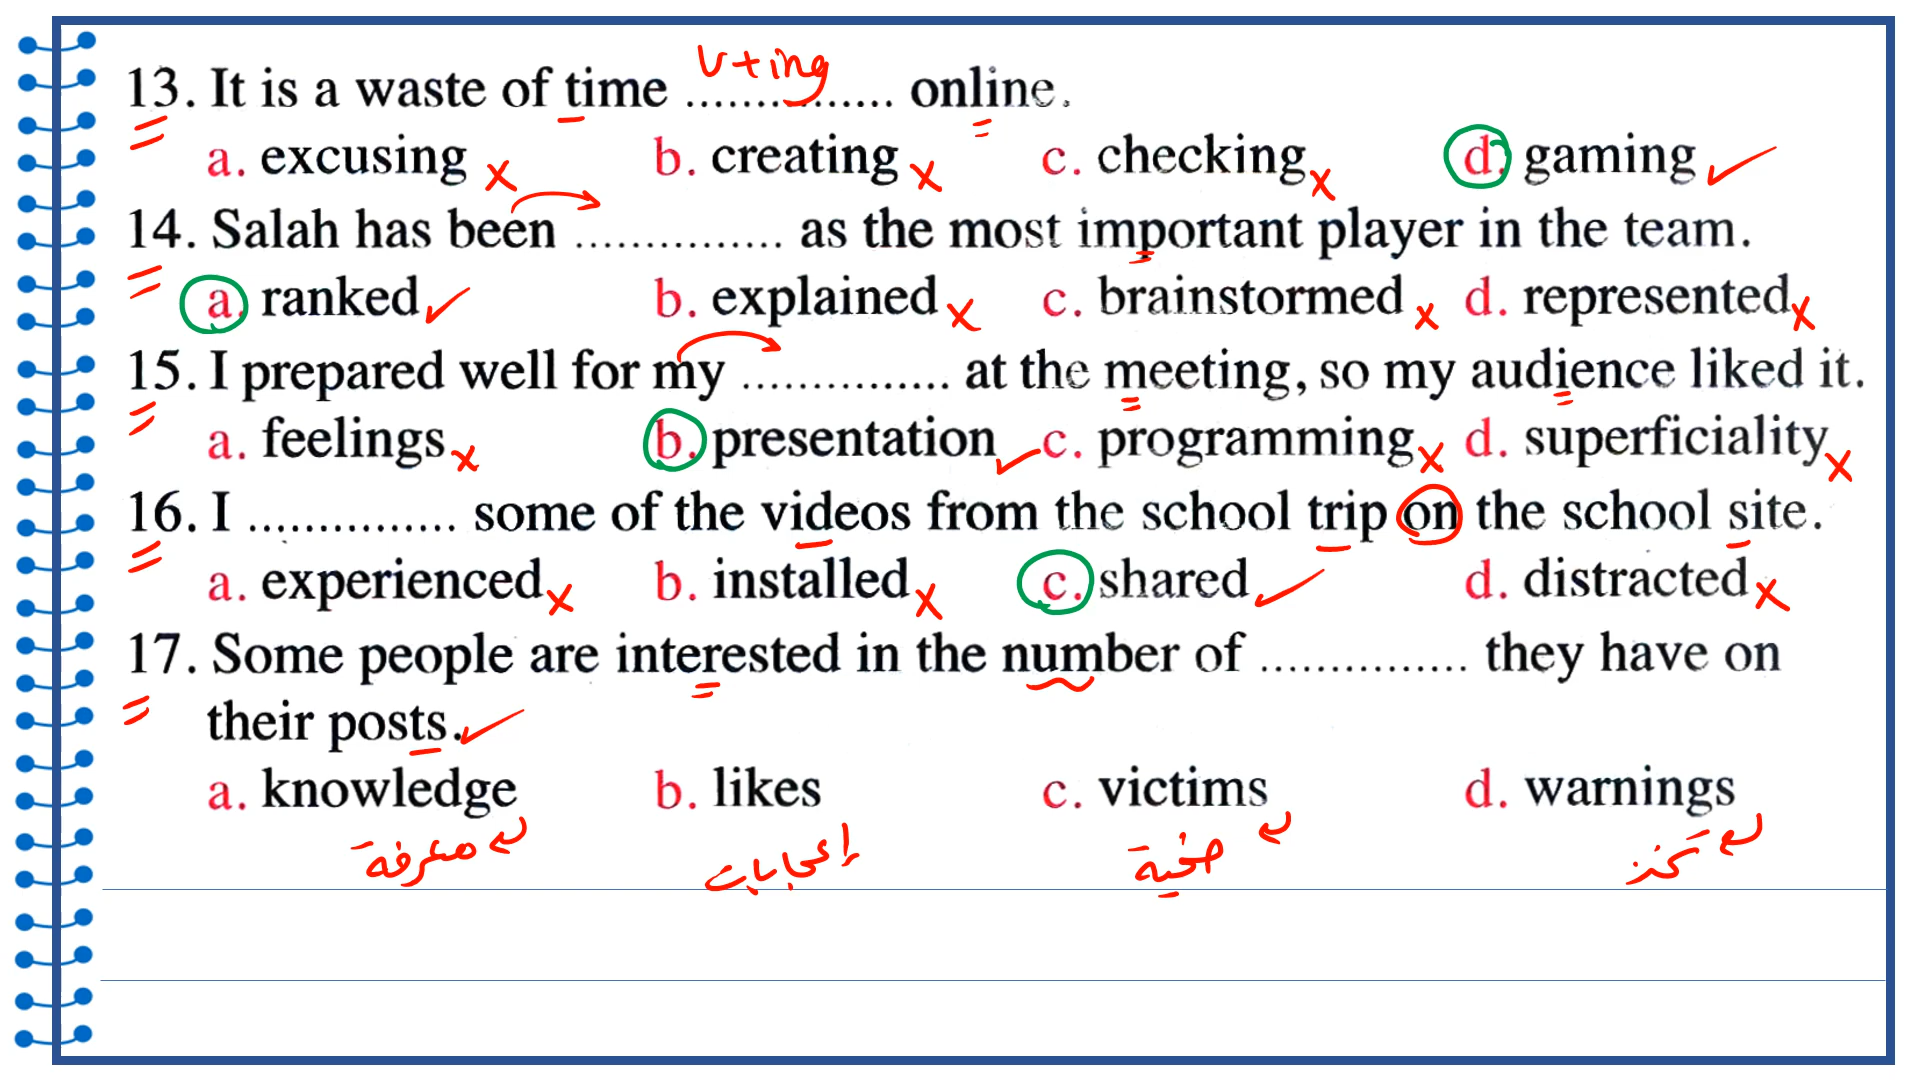 v+ing
13. It is a waste of time ............... online.
a. excusing x b. creating x c. checking x d. gaming ✓
14. Salah has been ............... as the most important player in the team.
a. ranked ✓ b. explained x c. brainstormed x d. represented x
15. I prepared well for my ............... at the meeting, so my audience liked it.
a. feelings x b. presentation ✓ c. programming x d. superficiality x
16. I ............... some of the videos from the school trip on the school site.
a. experienced x b. installed x c. shared ✓ d. distracted x
17. Some people are interested in the number of ............... they have on
their posts. ✓
a. knowledge b. likes c. victims d. warnings
معرفة إعجابات ضحية